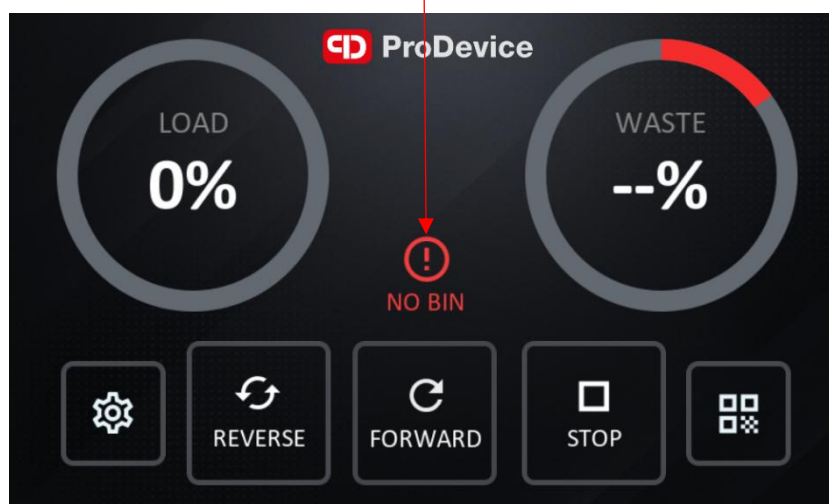 ProDevice
LOAD
0%
WASTE
--%
NO BIN
REVERSE
FORWARD
STOP